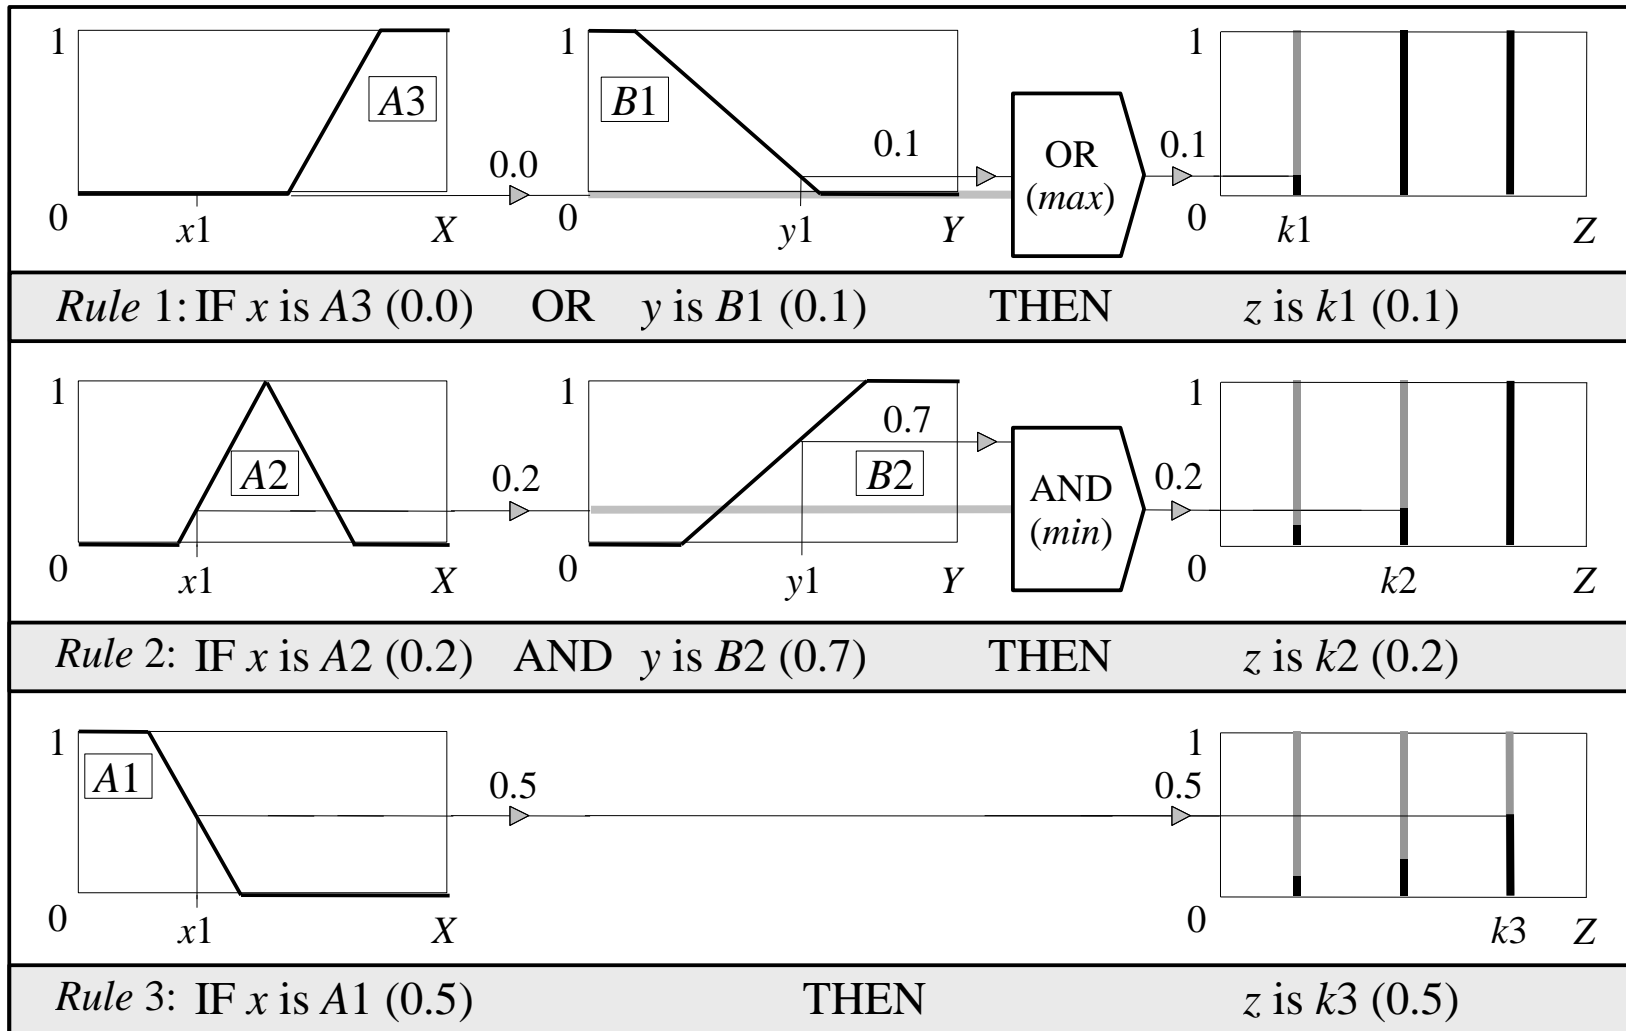 1 A3 1 B1 1
0.0 0.1 OR (max) 0.1
0 x1 X 0 y1 Y 0 k1 Z
Rule 1: IF x is A3 (0.0) OR y is B1 (0.1) THEN z is k1 (0.1)
1 1 1
A2 0.2 0.7 B2 AND (min) 0.2
0 x1 X 0 y1 Y 0 k2 Z
Rule 2: IF x is A2 (0.2) AND y is B2 (0.7) THEN z is k2 (0.2)
1 1
A1 0.5 0.5
0 x1 X 0 k3 Z
Rule 3: IF x is A1 (0.5) THEN z is k3 (0.5)